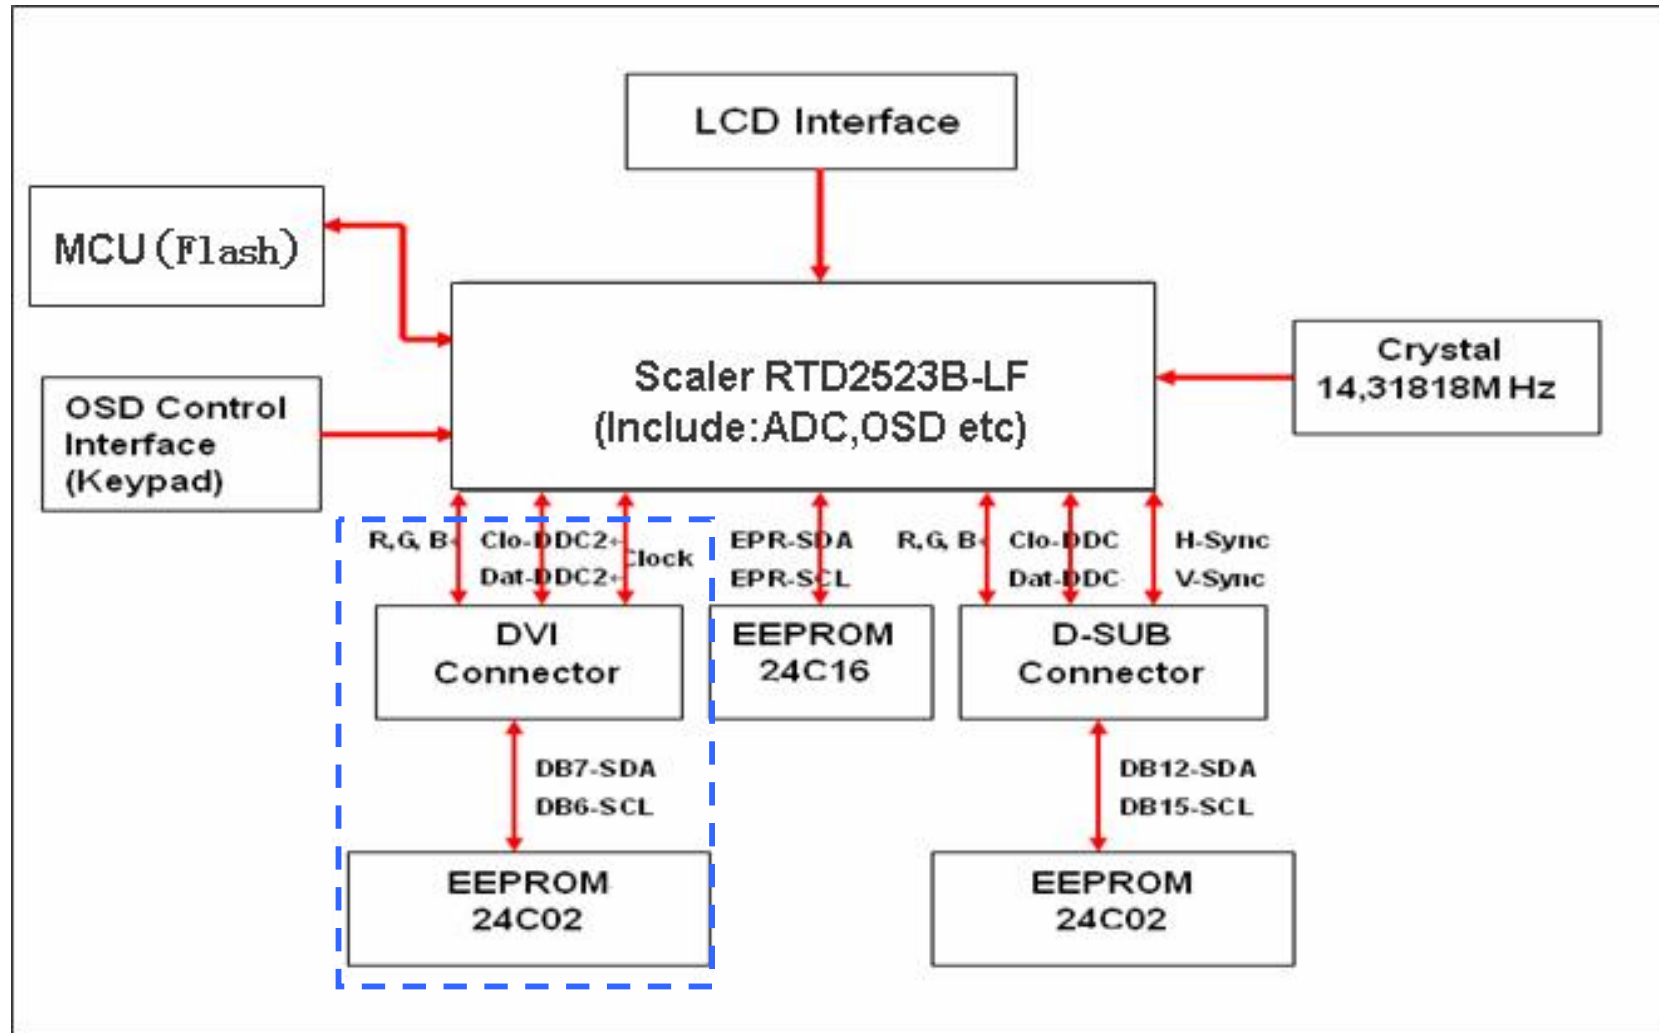 LCD Interface
MCU (Flash)
Scaler RTD2523B-LF
(Include:ADC,OSD etc)
Crystal
14,31818M Hz
OSD Control
Interface
(Keypad)
R,G, B
Clo-DDC2
Dat-DDC2
Clock
EPR-SDA
EPR-SCL
R,G, B
Clo-DDC
Dat-DDC
H-Sync
V-Sync
DVI
Connector
EEPROM
24C16
D-SUB
Connector
DB7-SDA
DB6-SCL
DB12-SDA
DB15-SCL
EEPROM
24C02
EEPROM
24C02